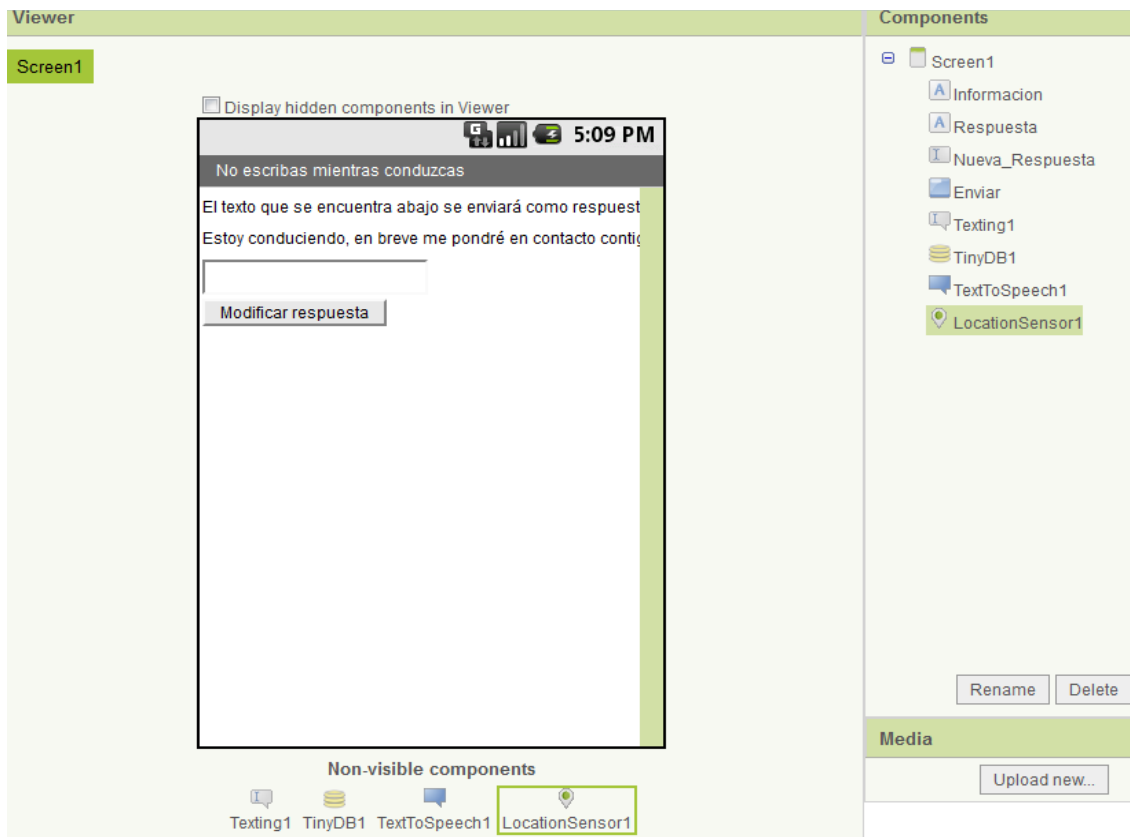 Viewer
Screen1
Display hidden components in Viewer
5:09 PM
No escribas mientras conduzcas
El texto que se encuentra abajo se enviará como respuest
Estoy conduciendo, en breve me pondré en contacto contig
Modificar respuesta
Non-visible components
Texting1 TinyDB1 TextToSpeech1 LocationSensor1
Components
Screen1
Informacion
Respuesta
Nueva_Respuesta
Enviar
Texting1
TinyDB1
TextToSpeech1
LocationSensor1
Rename Delete
Media
Upload new...